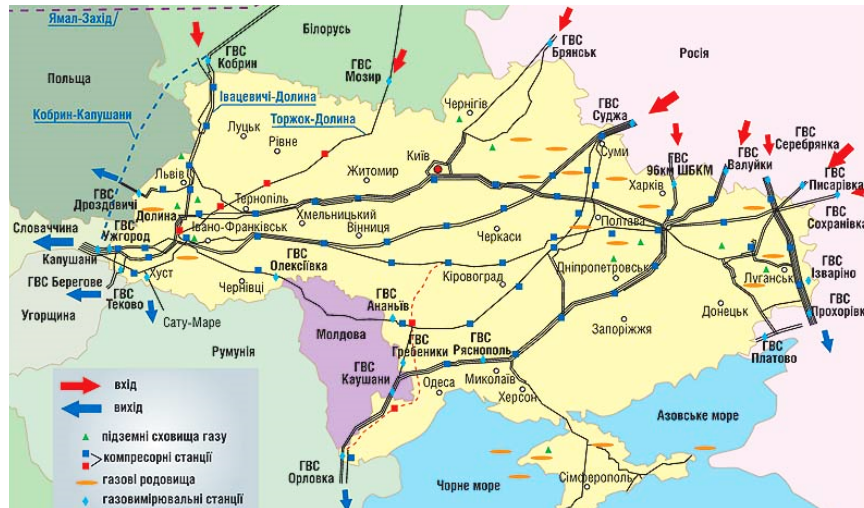 Ямал-Захід
Білорусь
Росія
Польща
ГВС
Кобрин
ГВС
Мозир
ГВС
Брянськ
Івацевичі-Долина
Кобрин-Капушани
Торжок-Долина
Чернігів
ГВС
Суджа
ГВС
Серебрянка
Луцьк
Рівне
Київ
Суми
ГВС
96км ШБКМ
ГВС
Валуйки
ГВС
Писарівка
Житомир
Харків
Львів
ГВС
Дроздевичі
Долина
Тернопіль
ГВС
Сохранівка
Словаччина
ГВС
Ужгород
Івано-Франківськ
Хмельницький
Вінниця
Полтава
Черкаси
Капушани
Луганськ
ГВС
Ізваріно
ГВС Берегове
ГВС
Теково
Хуст
Чернівці
ГВС
Олексіївка
Кіровоград
Дніпропетровськ
Донецьк
ГВС
Прохорівка
Угорщина
Сату-Маре
ГВС
Ананьїв
Запоріжжя
ГВС
Платово
Молдова
Румунія
ГВС
Гребеники
ГВС
Ряснополь
ГВС
Каушани
Одеса
Миколаїв
Херсон
Азовське море
вхід
вихід
підземні сховища газу
компресорні станції
газові родовища
газовимірювальні станції
ГВС
Орловка
Чорне море
Сімферополь